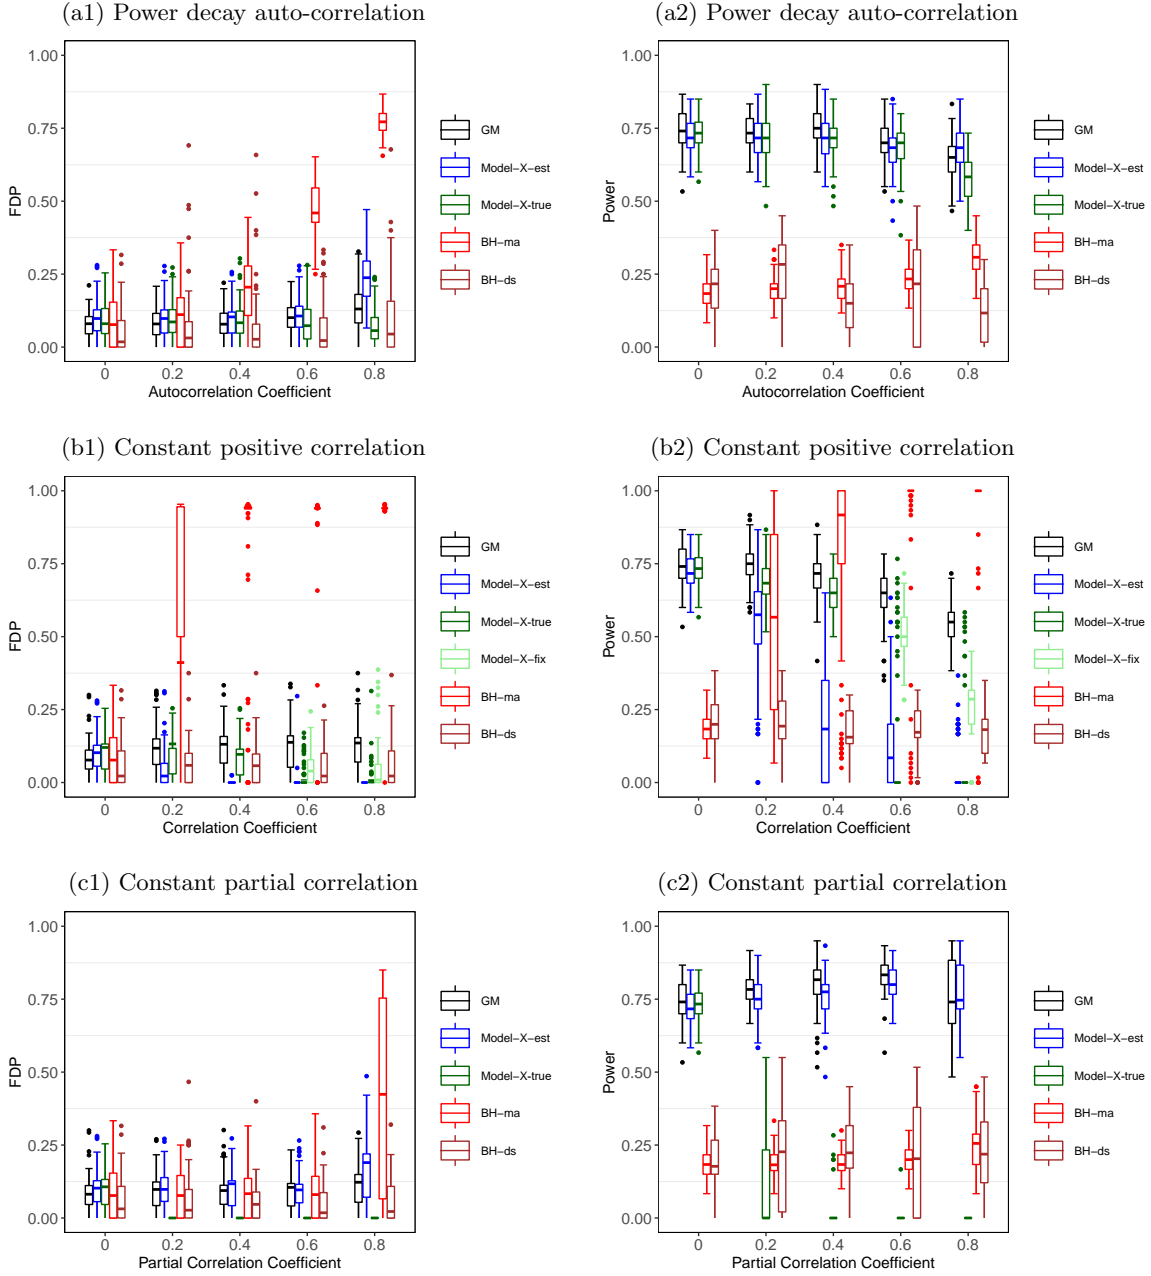 (a1) Power decay auto-correlation
1.00
0.75
0.50
0.25
0.00
FDP
0 0.2 0.4 0.6 0.8
Autocorrelation Coefficient
GM
Model-X-est
Model-X-true
BH-ma
BH-ds
(a2) Power decay auto-correlation
1.00
0.75
0.50
0.25
0.00
Power
0 0.2 0.4 0.6 0.8
Autocorrelation Coefficient
GM
Model-X-est
Model-X-true
BH-ma
BH-ds
(b1) Constant positive correlation
1.00
0.75
0.50
0.25
0.00
FDP
0 0.2 0.4 0.6 0.8
Correlation Coefficient
GM
Model-X-est
Model-X-true
Model-X-fix
BH-ma
BH-ds
(b2) Constant positive correlation
1.00
0.75
0.50
0.25
0.00
Power
0 0.2 0.4 0.6 0.8
Correlation Coefficient
GM
Model-X-est
Model-X-true
Model-X-fix
BH-ma
BH-ds
(c1) Constant partial correlation
1.00
0.75
0.50
0.25
0.00
FDP
0 0.2 0.4 0.6 0.8
Partial Correlation Coefficient
GM
Model-X-est
Model-X-true
BH-ma
BH-ds
(c2) Constant partial correlation
1.00
0.75
0.50
0.25
0.00
Power
0 0.2 0.4 0.6 0.8
Partial Correlation Coefficient
GM
Model-X-est
Model-X-true
BH-ma
BH-ds